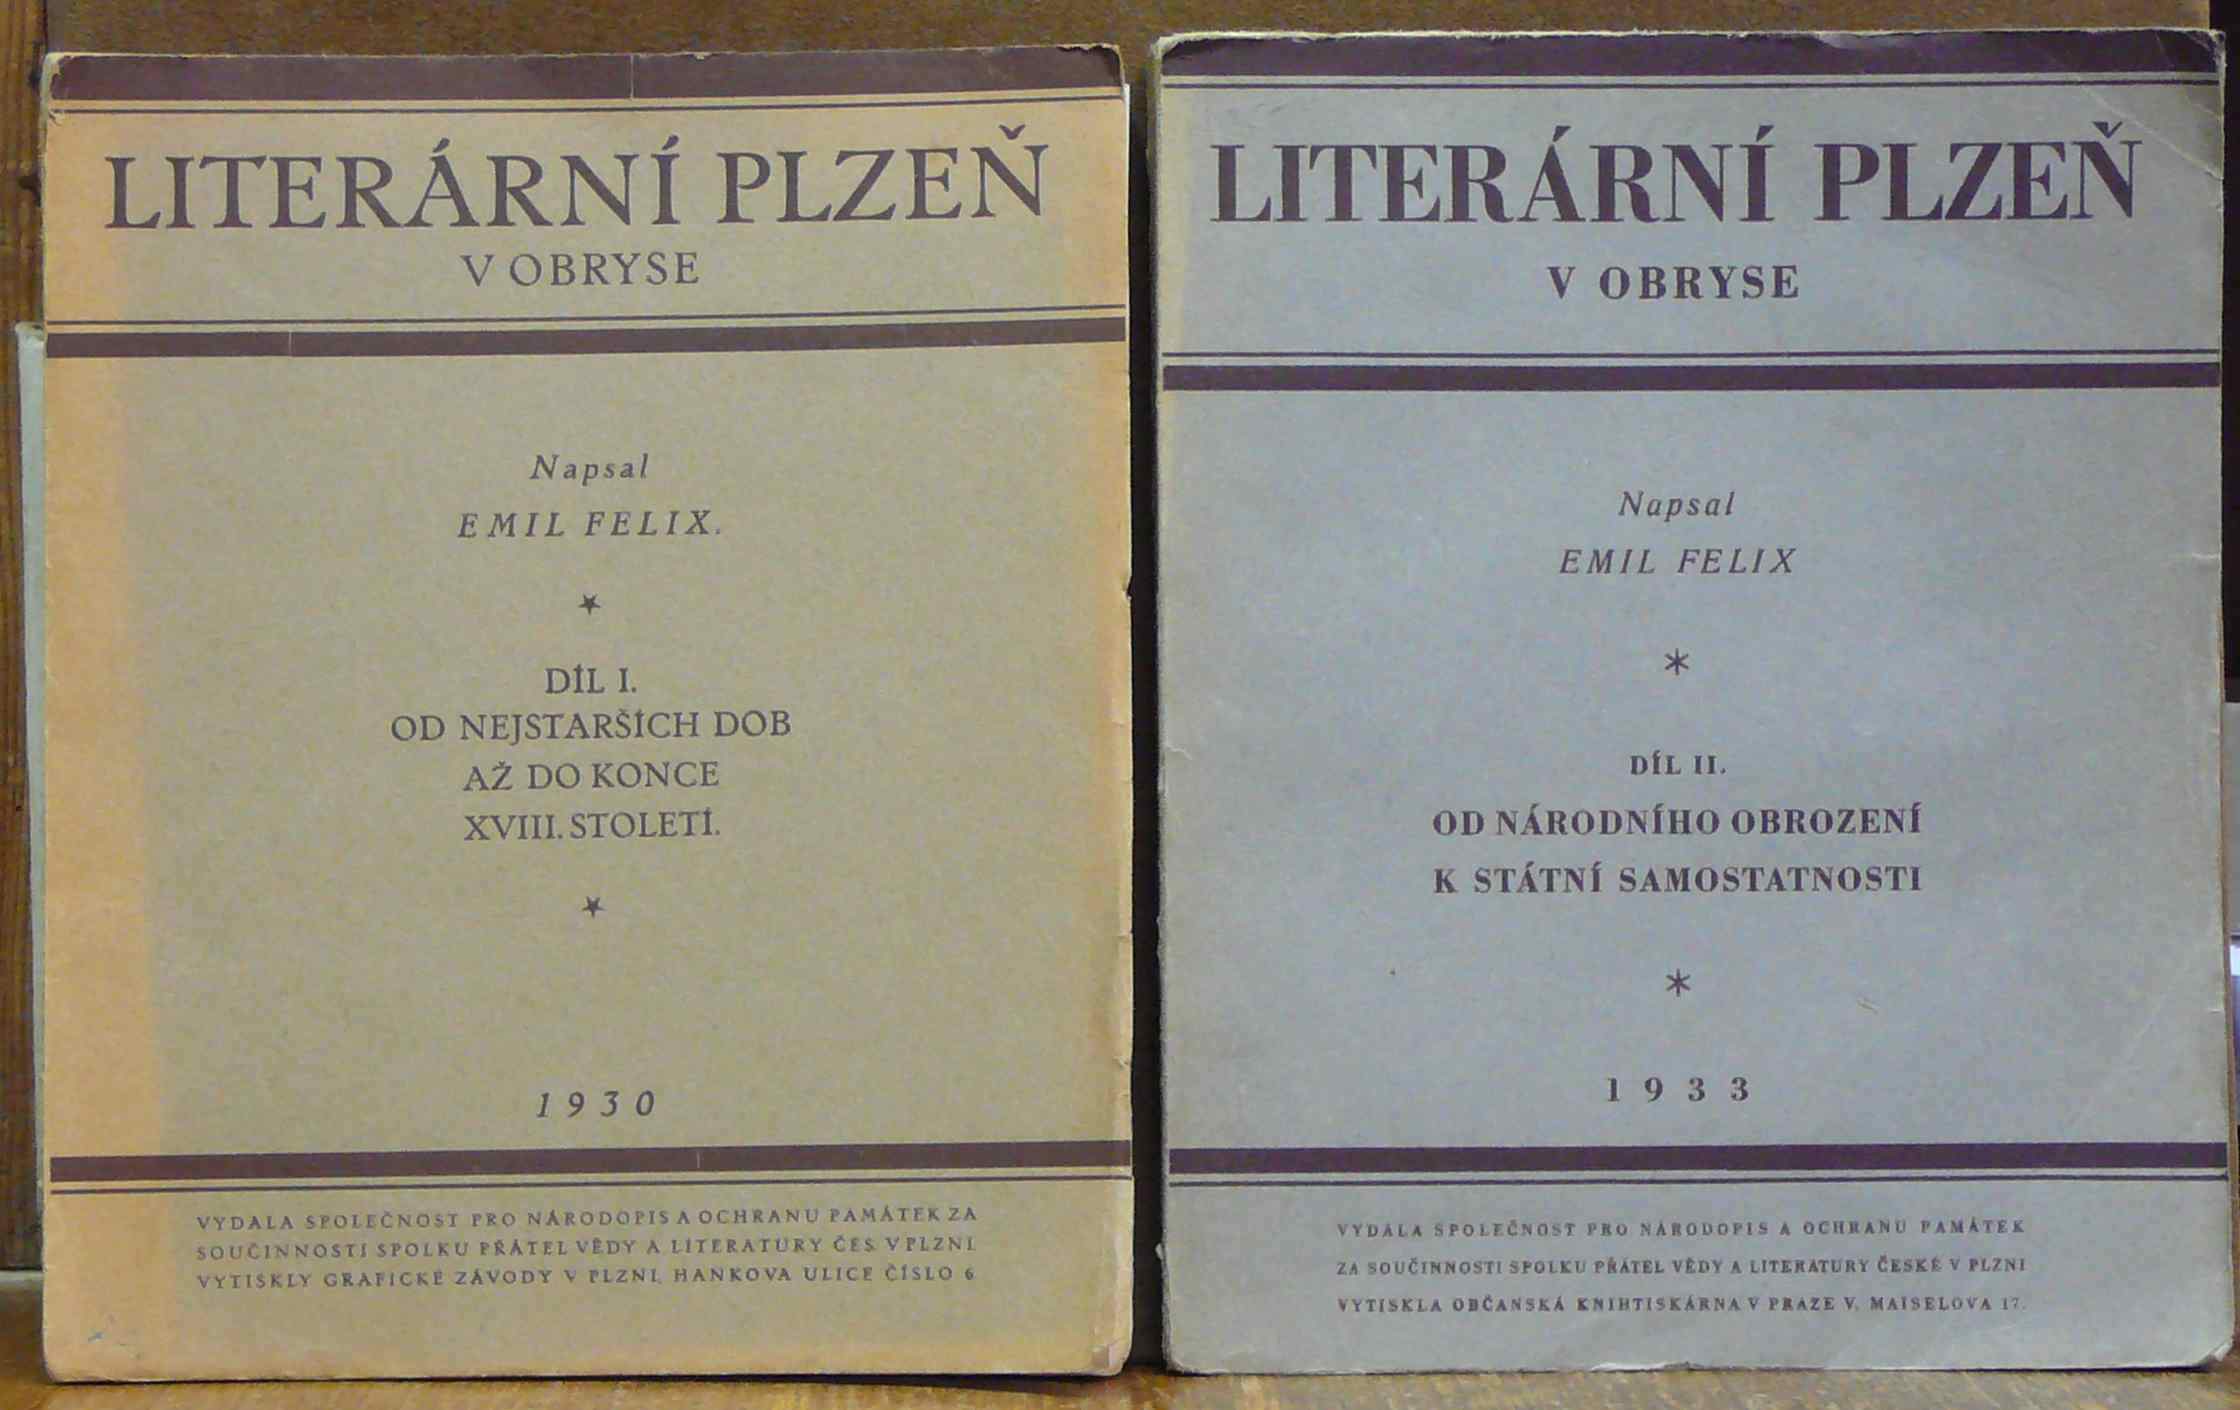 LITERÁRNÍ PLZEŇ
V OBRYSE
Napsal
EMIL FELIX.
DÍL I.
OD NEJSTARŠÍCH DOB
AŽ DO KONCE
XVIII. STOLETÍ.
1930
VYDALA SPOLEČNOST PRO NÁRODOPIS A OCHRANU PAMÁTEK ZA
SOUČINNOSTI SPOLKU PŘÁTEL VĚDY A LITERATURY ČES. V PLZNI.
VYTISKLY GRAFICKÉ ZÁVODY V PLZNI, HANKOVA ULICE ČÍSLO 6
LITERÁRNÍ PLZEŇ
V OBRYSE
Napsal
EMIL FELIX
DÍL II.
OD NÁRODNÍHO OBROZENÍ
K STÁTNÍ SAMOSTATNOSTI
1933
VYDALA SPOLEČNOST PRO NÁRODOPIS A OCHRANU PAMÁTEK
ZA SOUČINNOSTI SPOLKU PŘÁTEL VĚDY A LITERATURY ČESKÉ V PLZNI
VYTISKLA OBČANSKÁ KNIHTISKÁRNA V PRAZE V, MAISELOVA 17.